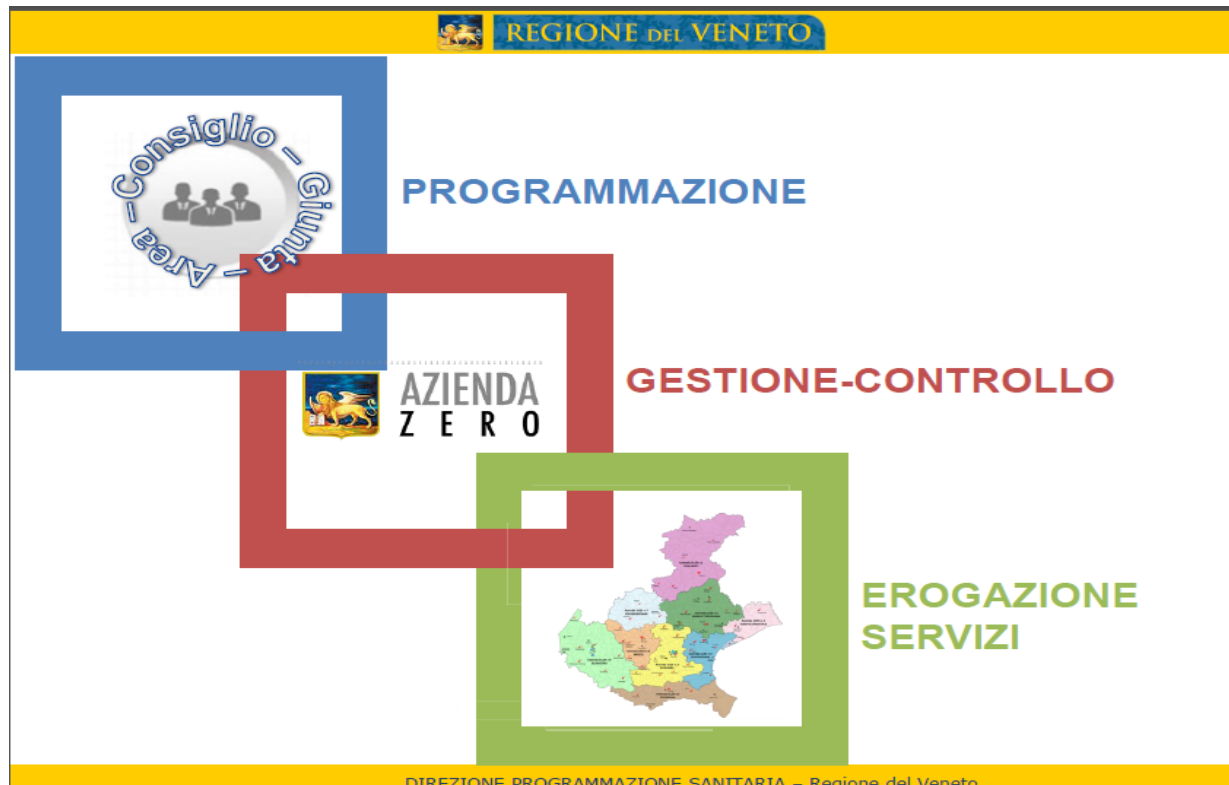 REGIONE DEL VENETO
Consiglio – Giunta – Area –
PROGRAMMAZIONE
AZIENDA
ZERO
GESTIONE-CONTROLLO
EROGAZIONE
SERVIZI
DIREZIONE PROGRAMMAZIONE SANITARIA – Regione del Veneto